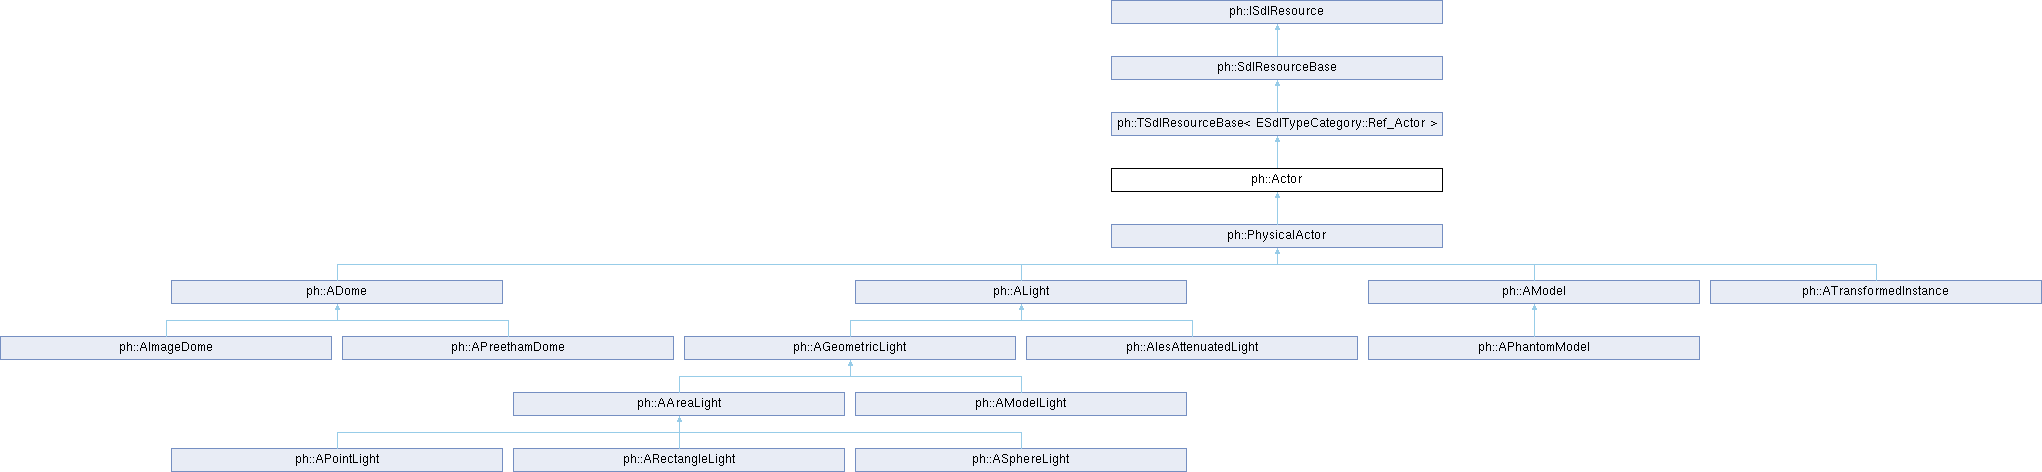 ph::ISdlResource
ph::SdlResourceBase
ph::TSdlResourceBase< ESdlTypeCategory::Ref_Actor >
ph::Actor
ph::PhysicalActor
ph::ADome
ph::ALight
ph::AModel
ph::ATransformedInstance
ph::AImageDome
ph::APreethamDome
ph::AGeometricLight
ph::AIesAttenuatedLight
ph::APhantomModel
ph::AAreaLight
ph::AModelLight
ph::APointLight
ph::ARectangleLight
ph::ASphereLight